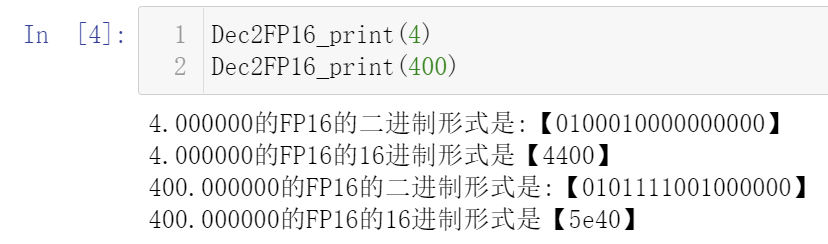 In [4]: 1 Dec2FP16_print(4)
2 Dec2FP16_print(400)
4.000000的FP16的二进制形式是:【0100010000000000】
4.000000的FP16的16进制形式是【4400】
400.000000的FP16的二进制形式是:【0101111001000000】
400.000000的FP16的16进制形式是【5e40】